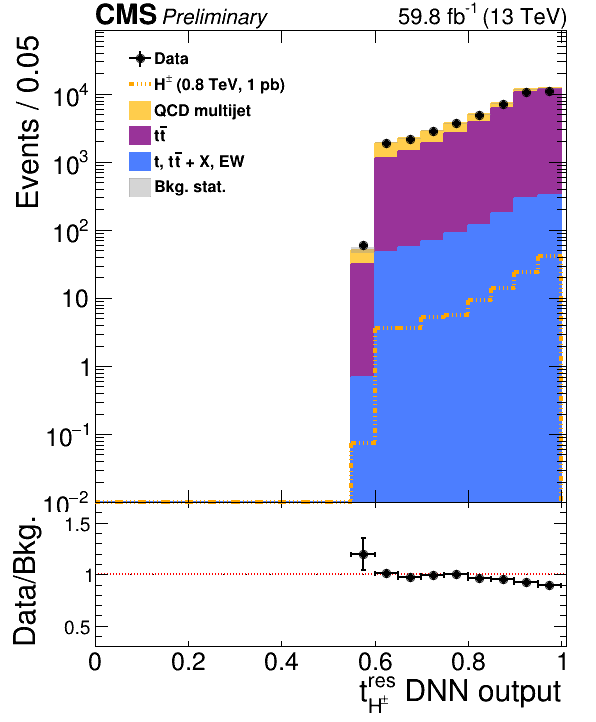 CMS Preliminary 59.8 fb⁻¹ (13 TeV)
Events / 0.05
Data
H± (0.8 TeV, 1 pb)
QCD multijet
tt̄
t, tt̄ + X, EW
Bkg. stat.
10⁴
10³
10²
10
1
10⁻¹
10⁻²
Data/Bkg.
1.5
1
0.5
0 0.2 0.4 0.6 0.8 1
t^res_H± DNN output